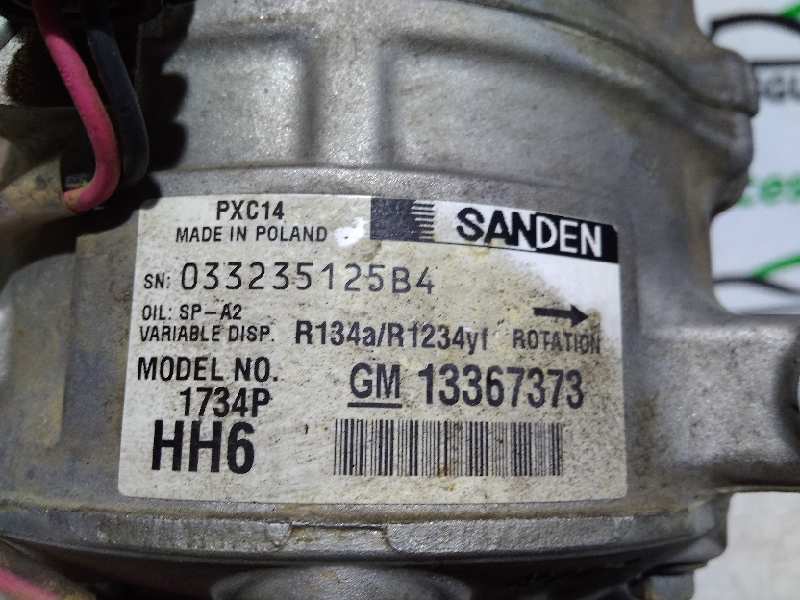 PXC14
MADE IN POLAND
SANDEN
SN: 033235125B4
OIL: SP-A2
VARIABLE DISP.
R134a/R1234yf ROTATION
MODEL NO.
1734P
GM 13367373
HH6